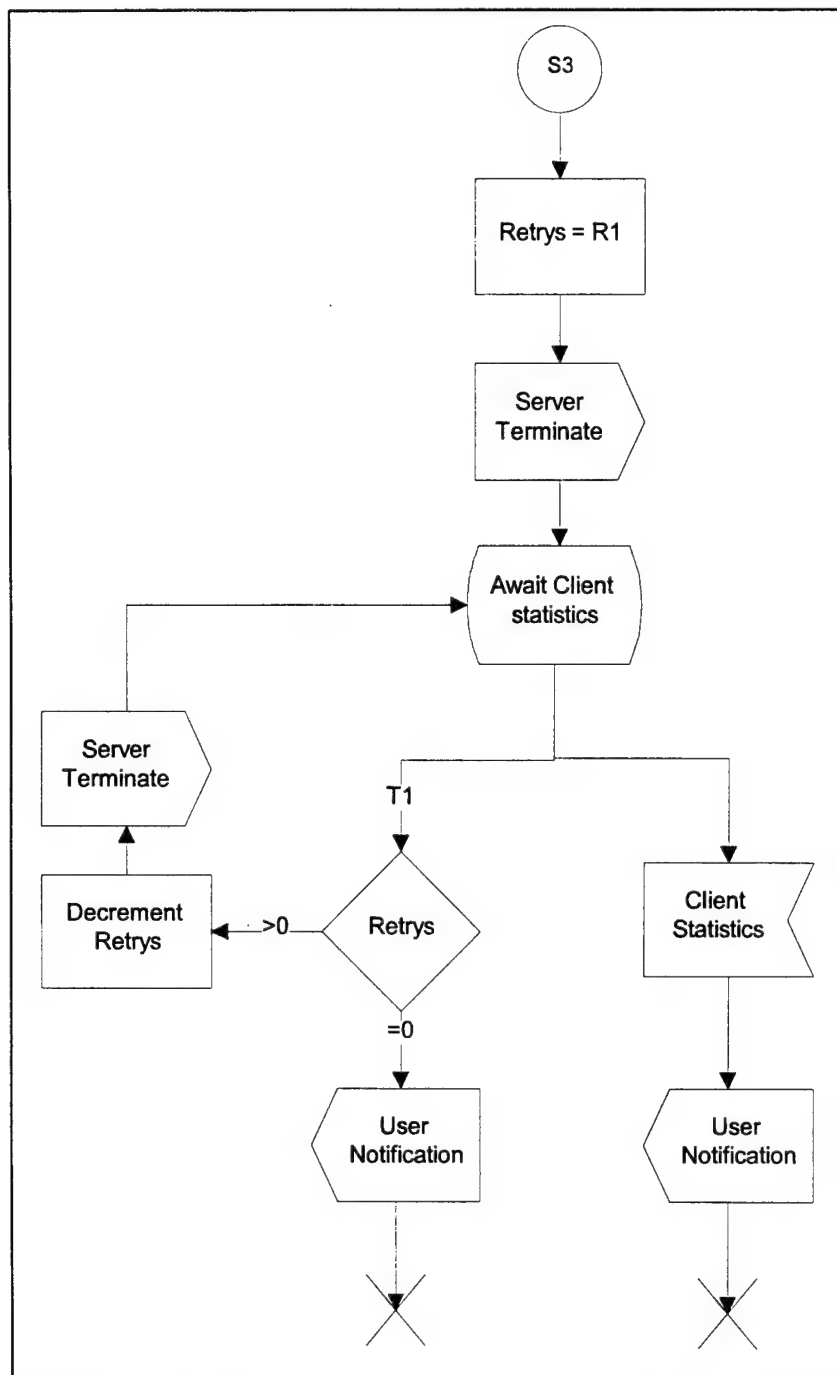 S3
Retrys = R1
Server
Terminate
Await Client
statistics
Server
Terminate
T1
Decrement
Retrys
>0
Retrys
Client
Statistics
=0
User
Notification
User
Notification